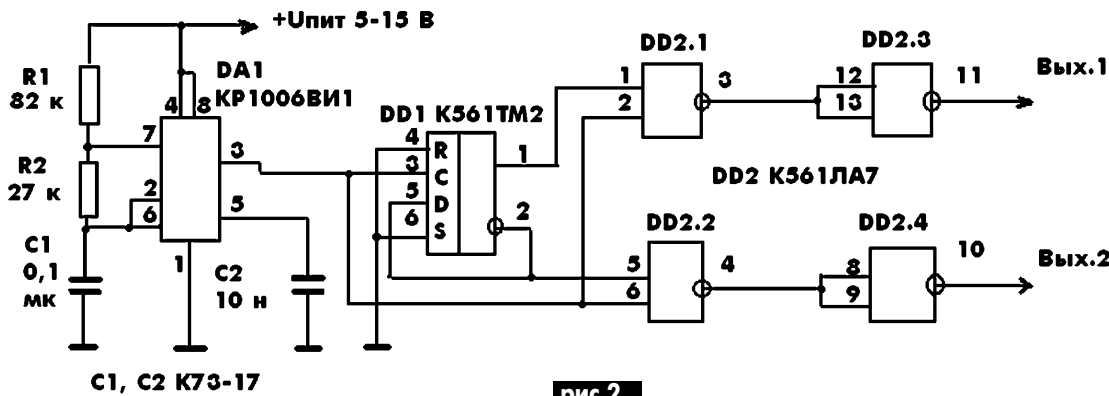 +Uпит 5-15 В
R1
82 к
DA1
КР1006ВИ1
4 8
7
3
R2
27 к
2
6
5
1
C1
0,1
мк
C2
10 н
C1, C2 К73-17
DD1 К561ТМ2
4 R
3 C
5 D
6 S
1
2
DD2.1
1
2
3
DD2.3
12
13
11
Вых.1
DD2 К561ЛА7
DD2.2
5
6
4
DD2.4
8
9
10
Вых.2
рис.2